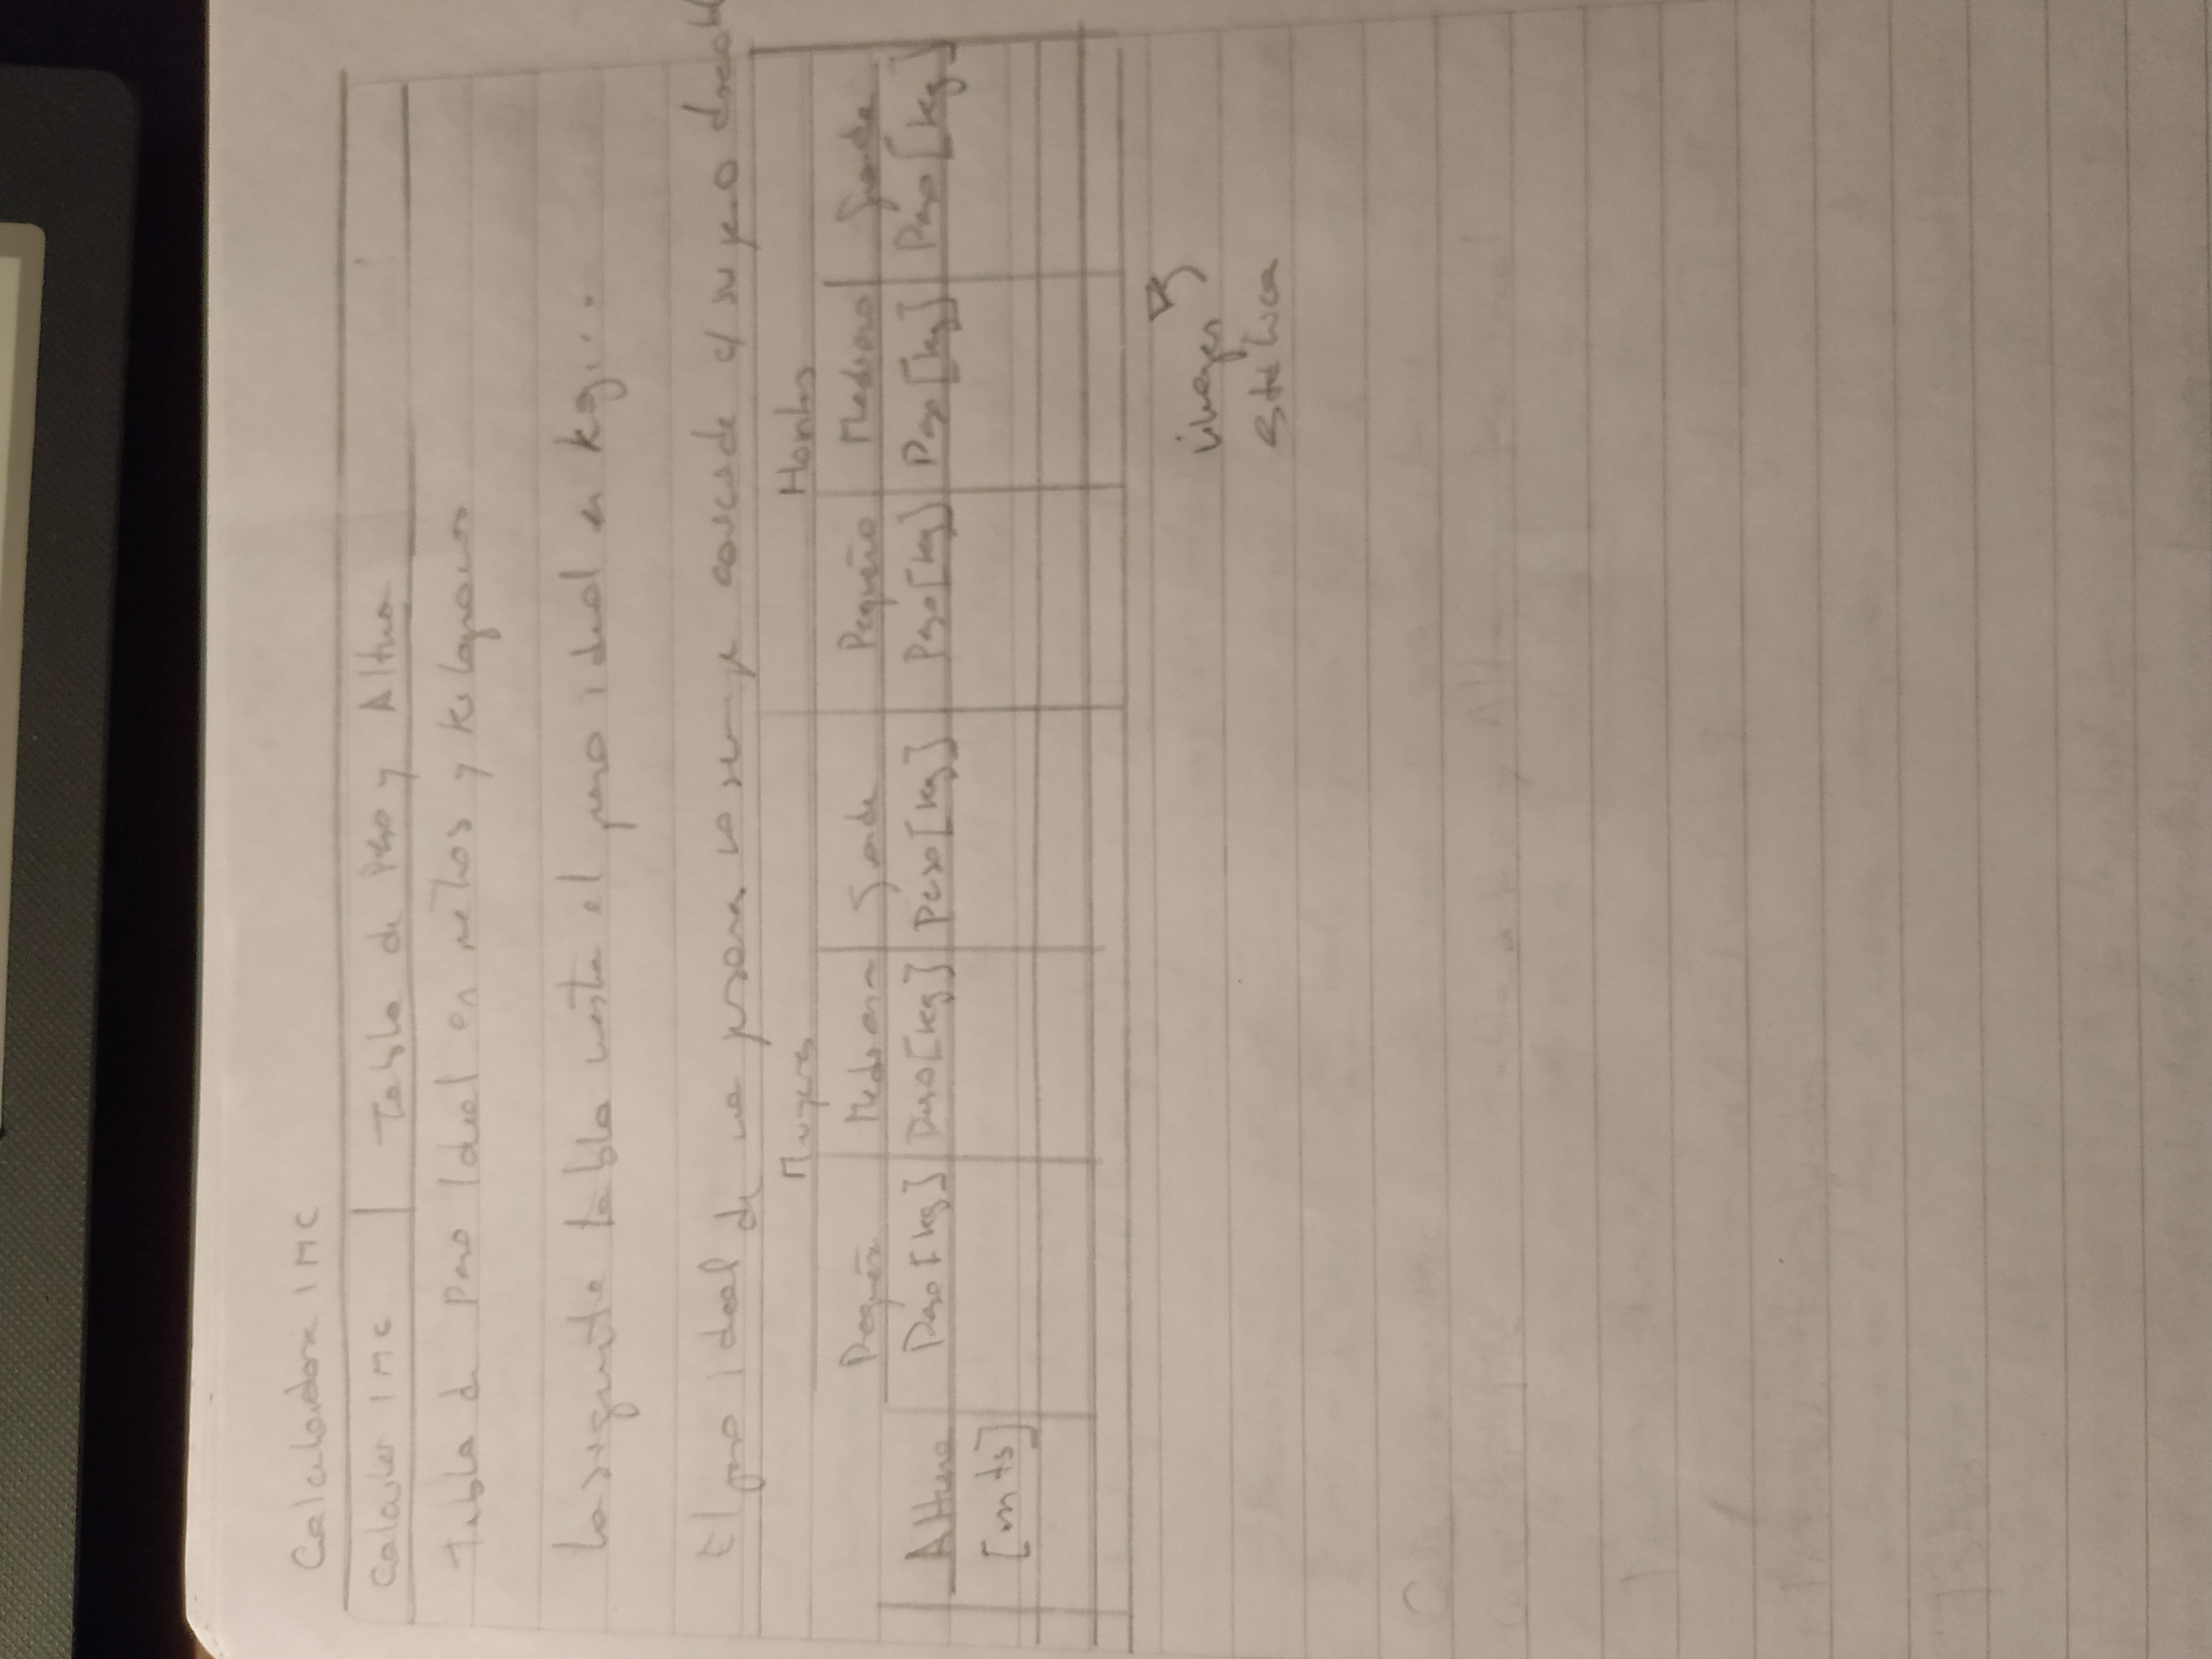 Calculadora IMC
Calcular IMC | Tabla de Peso y Altura
Tabla de Peso Ideal en metros y kilogramos
La siguiente tabla muestra el peso ideal en kg...
El peso ideal de una persona no siempre coincide c/ su peso deseable
Mujeres Hombres
Pequeña Mediana Grande Pequeño Mediano Grande
Altura Peso [kg] Peso [kg] Peso [kg] Peso [kg] Peso [kg] Peso [kg]
[mts]
imagen
estática